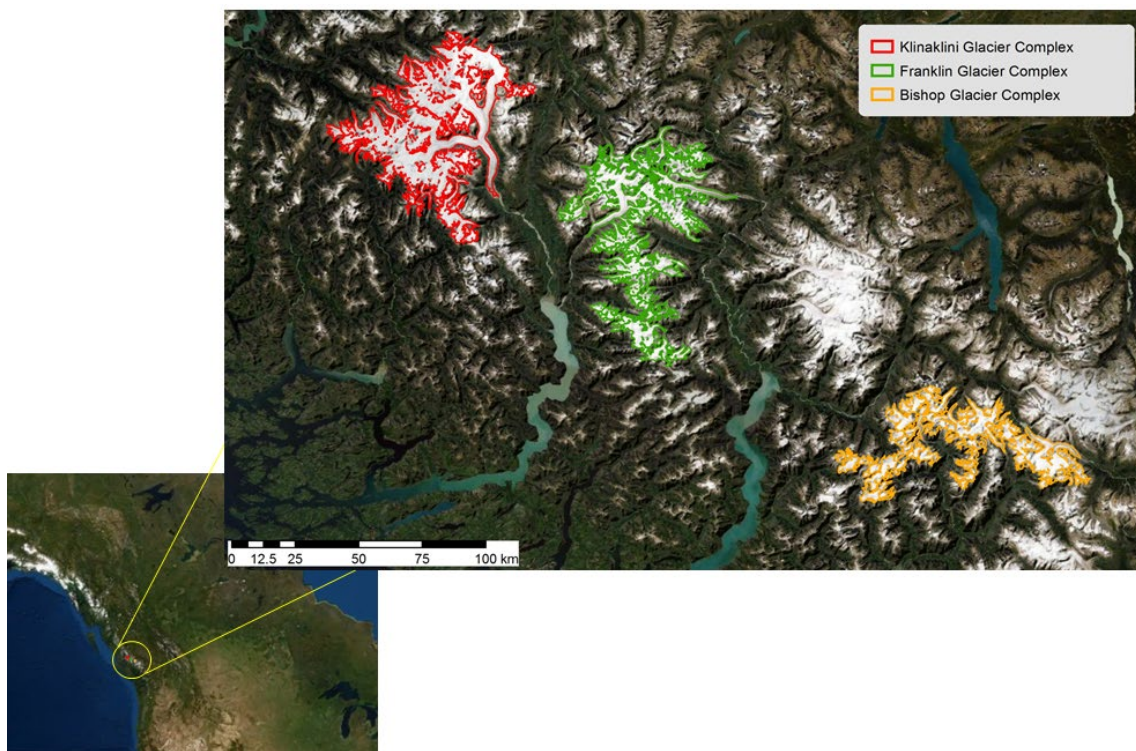 Klinaklini Glacier Complex
Franklin Glacier Complex
Bishop Glacier Complex
0 12.5 25 50 75 100 km